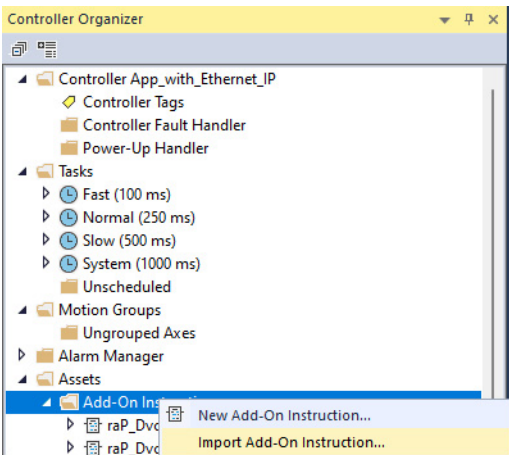 Controller Organizer
Controller App_with_Ethernet_IP
Controller Tags
Controller Fault Handler
Power-Up Handler
Tasks
Fast (100 ms)
Normal (250 ms)
Slow (500 ms)
System (1000 ms)
Unscheduled
Motion Groups
Ungrouped Axes
Alarm Manager
Assets
Add-On
New Add-On Instruction...
raP_Dvc
Import Add-On Instruction...
raP_Dvc